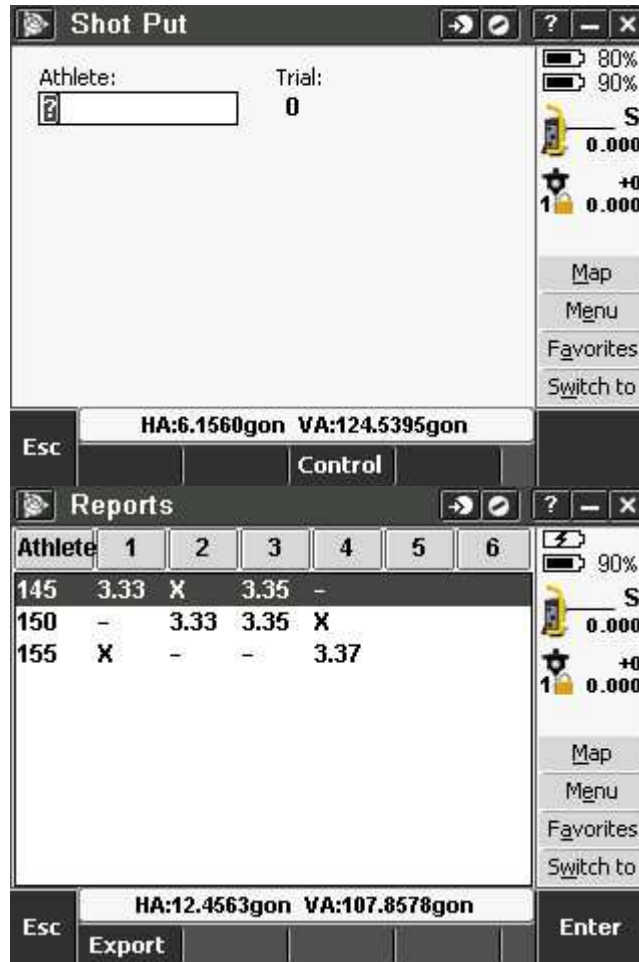 Shot Put
? – X
80%
90%
Athlete:
Trial:
?
0
S
0.000
+0
1 0.000
Map
Menu
Favorites
Switch to
HA:6.1560gon VA:124.5395gon
Esc
Control
Reports
? – X
Athlete 1 2 3 4 5 6
90%
145 3.33 X 3.35 –
150 – 3.33 3.35 X
155 X – – 3.37
S
0.000
+0
1 0.000
Map
Menu
Favorites
Switch to
HA:12.4563gon VA:107.8578gon
Esc
Export
Enter